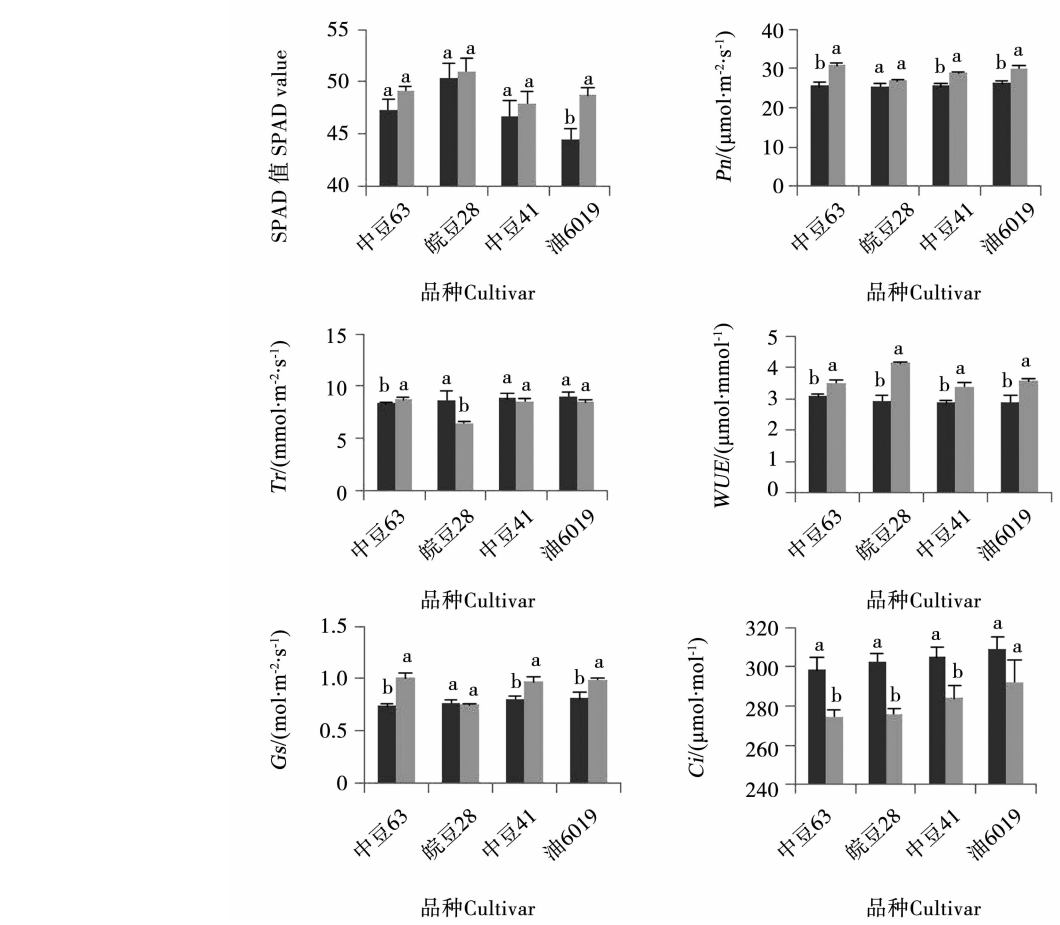 SPAD 值 SPAD value
55
50
45
40
a a a a a a b a
中豆63 皖豆28 中豆41 油6019
品种Cultivar
Pn/(μmol·m-2·s-1)
40
30
20
10
0
b a a a b a b a
中豆63 皖豆28 中豆41 油6019
品种Cultivar
Tr/(mmol·m-2·s-1)
15
10
5
0
b a a b a a a a
中豆63 皖豆28 中豆41 油6019
品种Cultivar
WUE/(μmol·mmol-1)
5
4
3
2
1
0
b a b a b a b a
中豆63 皖豆28 中豆41 油6019
品种Cultivar
Gs/(mol·m-2·s-1)
1.5
1.0
0.5
0
b a a a b a b a
中豆63 皖豆28 中豆41 油6019
品种Cultivar
Ci/(μmol·mol-1)
320
300
280
260
240
a b a b a b a a
中豆63 皖豆28 中豆41 油6019
品种Cultivar